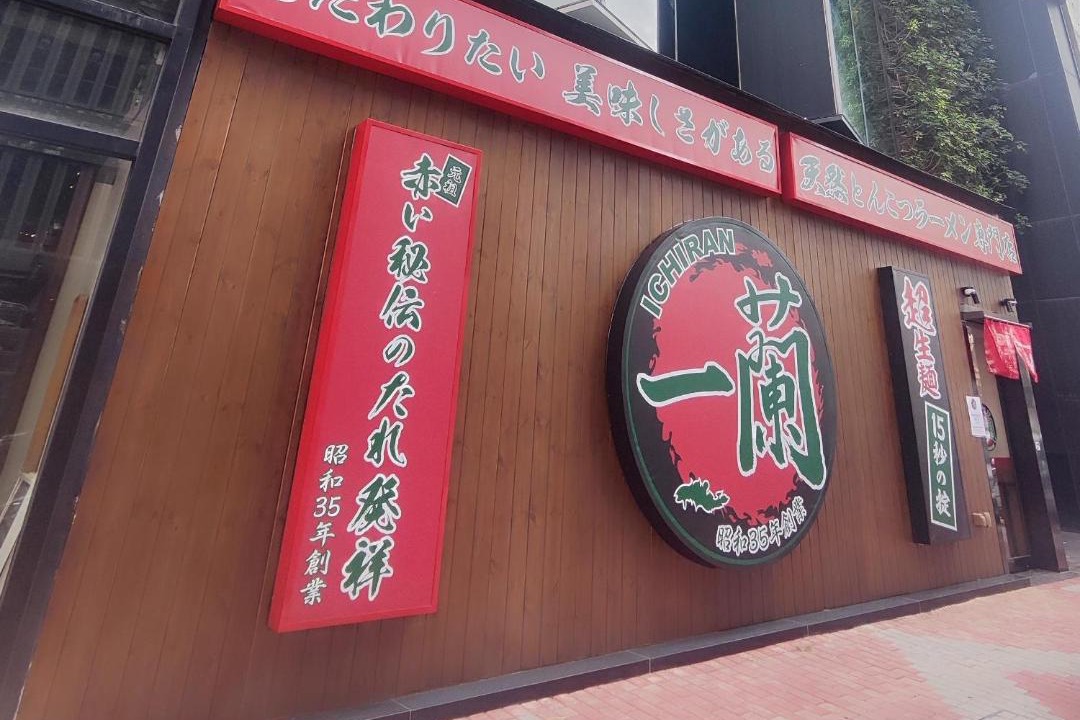 だわりたい 美味しさがある
天然とんこつラーメン専門店
元祖
赤い秘伝のたれ発祥
昭和35年創業
ICHIRAN
一蘭
昭和35年創業
超生麺
15秒の掟